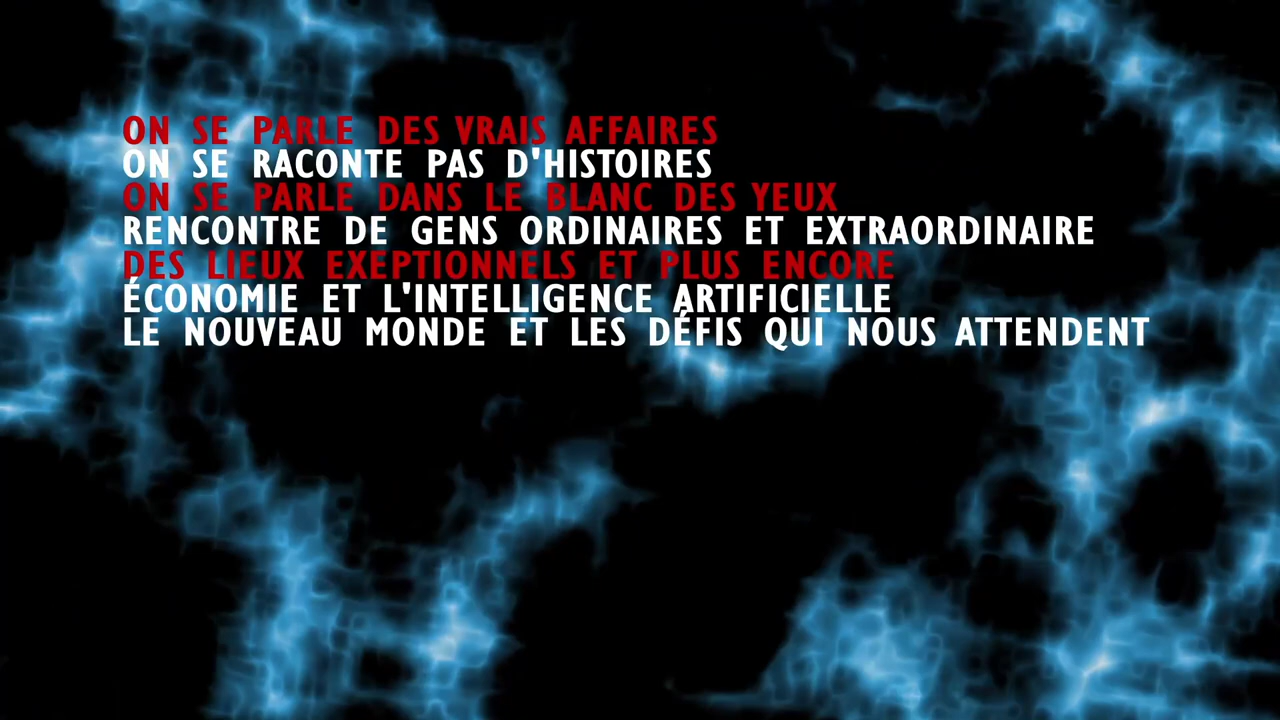 ON SE PARLE DES VRAIS AFFAIRES
ON SE RACONTE PAS D'HISTOIRES
ON SE PARLE DANS LE BLANC DES YEUX
RENCONTRE DE GENS ORDINAIRES ET EXTRAORDINAIRE
DES LIEUX EXEPTIONNELS ET PLUS ENCORE
ÉCONOMIE ET L'INTELLIGENCE ARTIFICIELLE
LE NOUVEAU MONDE ET LES DÉFIS QUI NOUS ATTENDENT